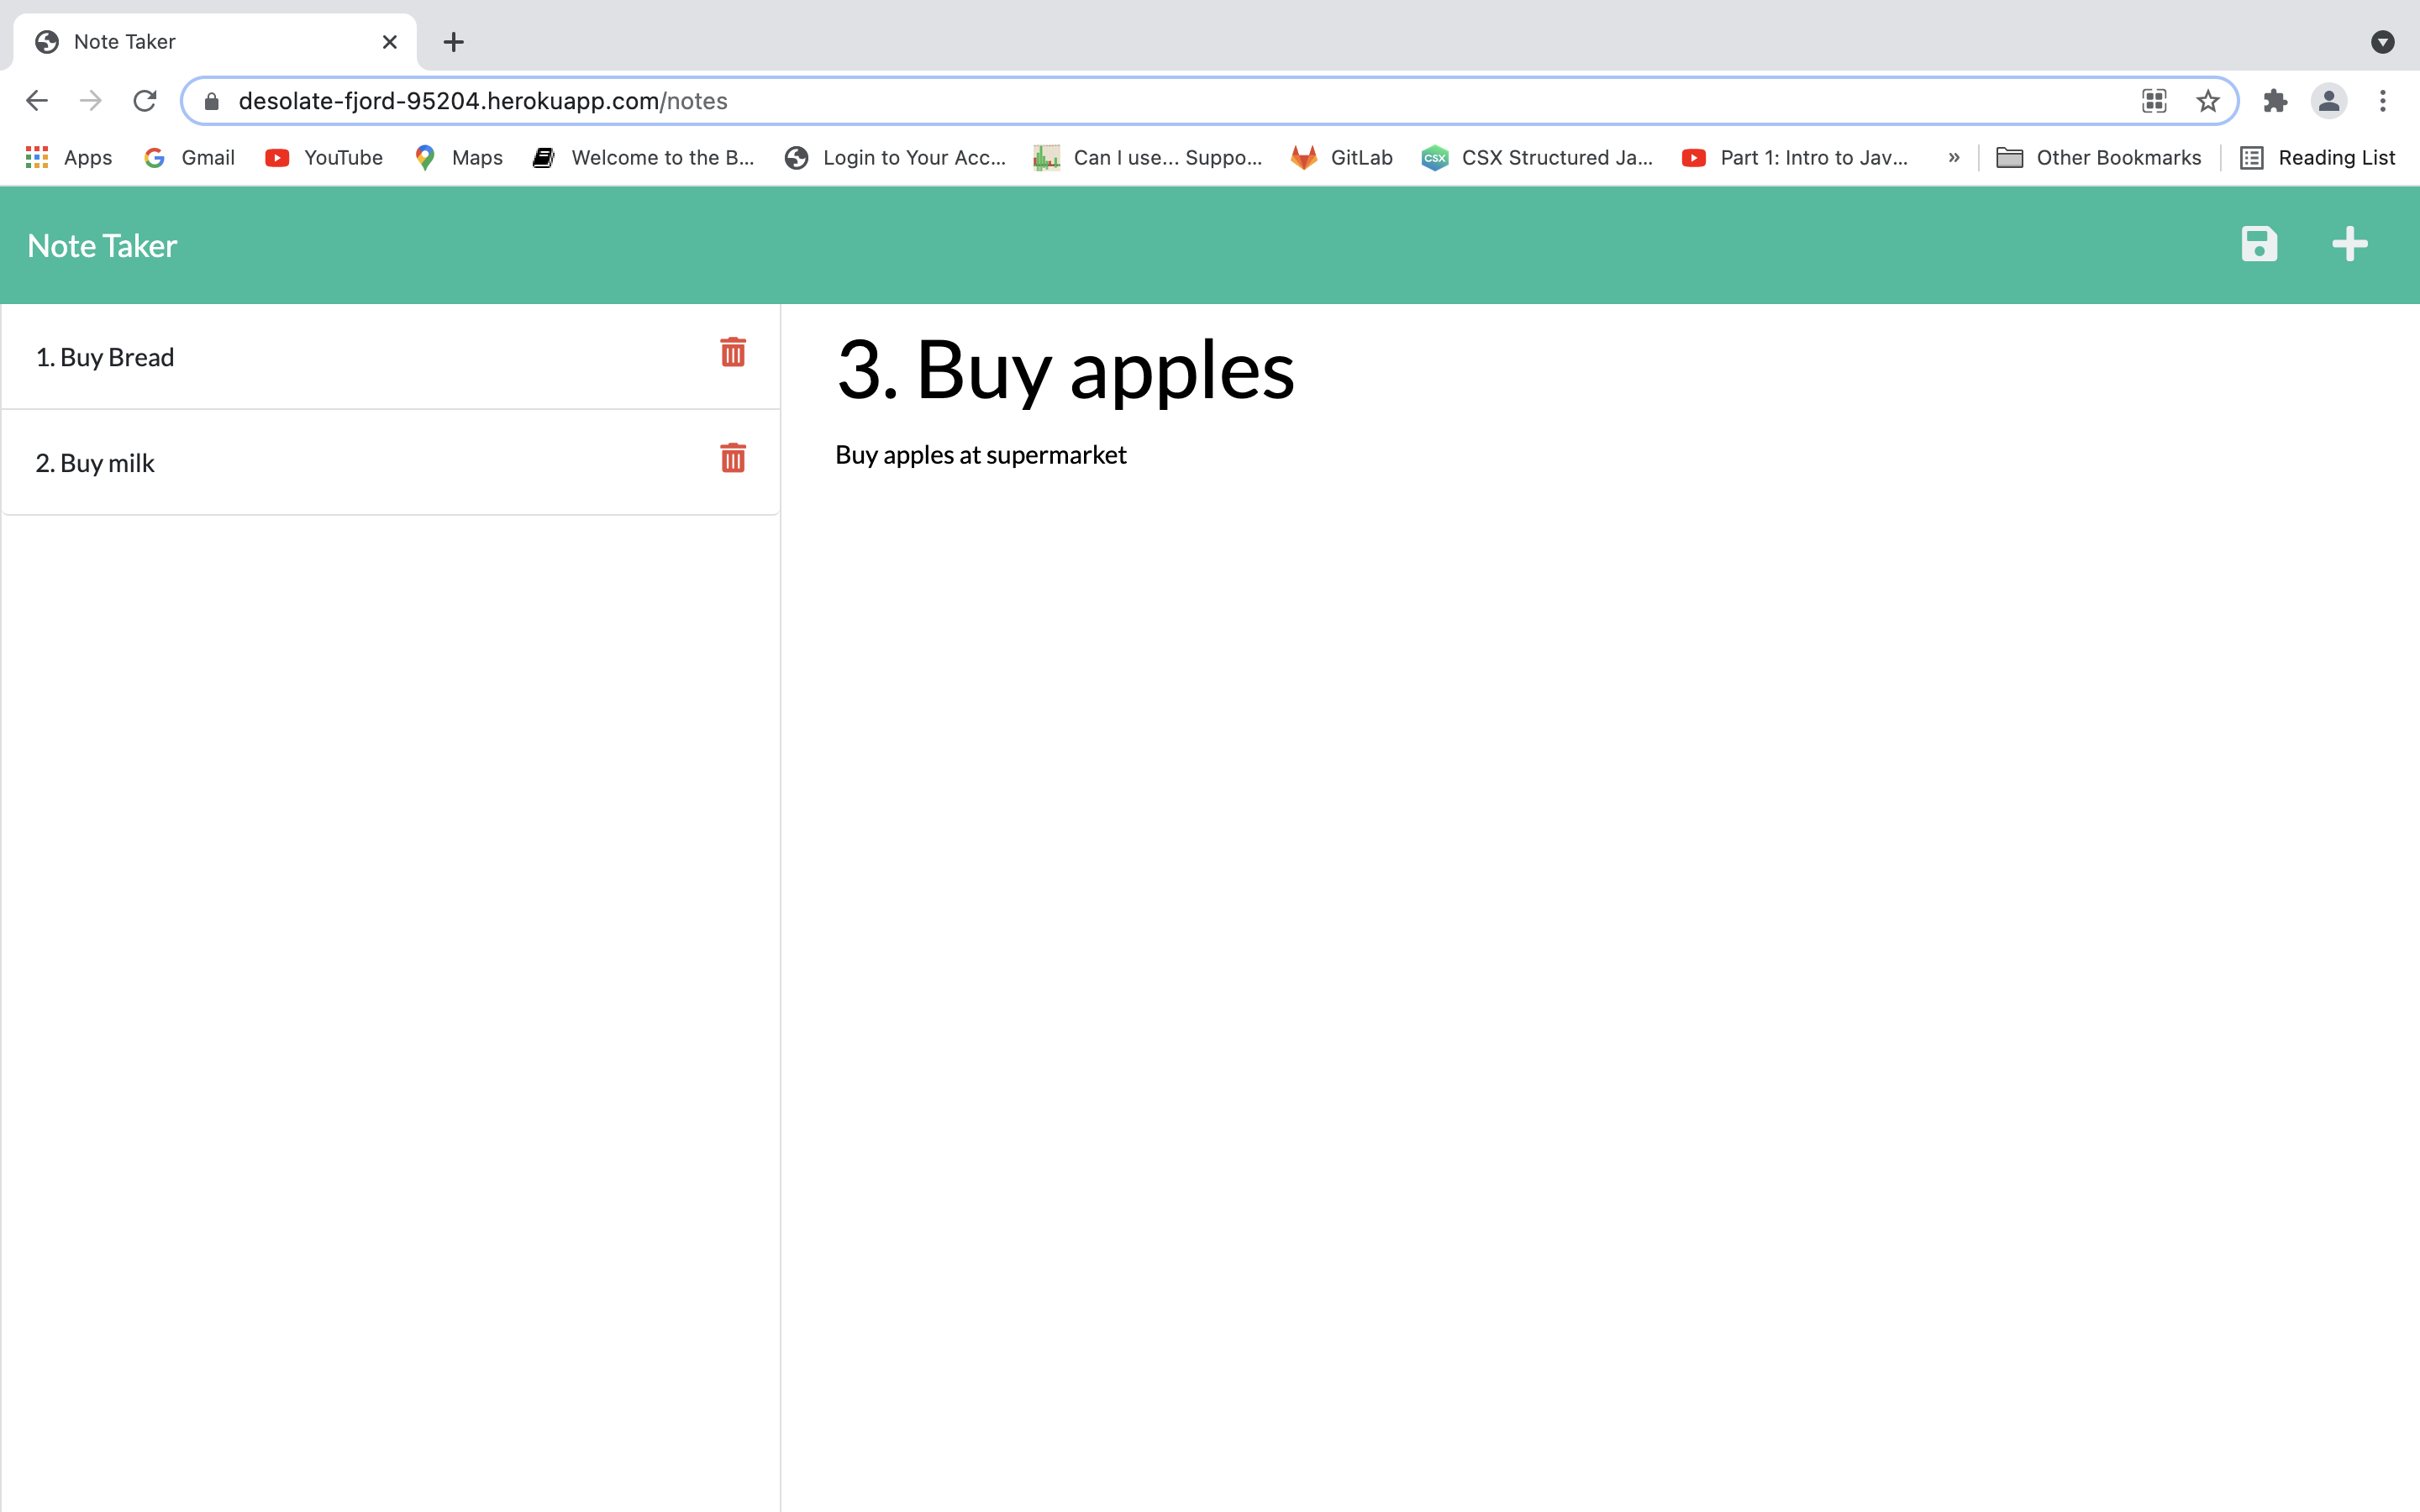 Note Taker
desolate-fjord-95204.herokuapp.com/notes
Apps Gmail YouTube Maps Welcome to the B... Login to Your Acc... Can I use... Suppo... GitLab CSX CSX Structured Ja... Part 1: Intro to Jav... » Other Bookmarks Reading List
Note Taker
1. Buy Bread
2. Buy milk
3. Buy apples
Buy apples at supermarket